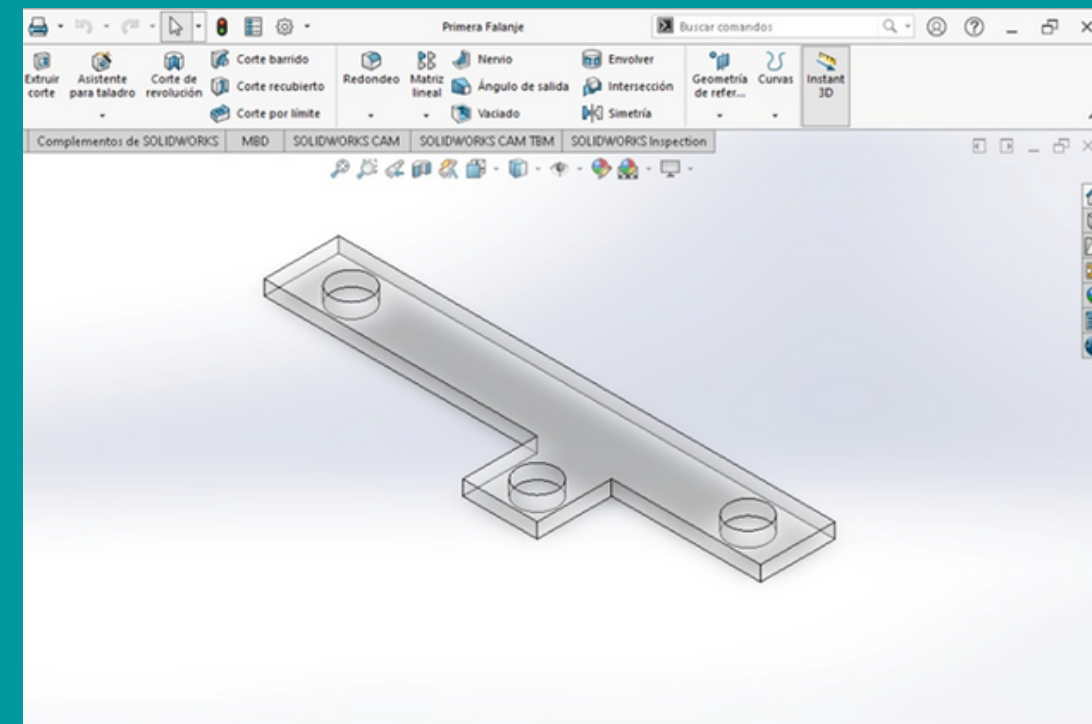 Primera Falanje
Buscar comandos
Extruir
corte
Asistente
para taladro
Corte de
revolución
Corte barrido
Corte recubierto
Corte por límite
Redondeo
Matriz
lineal
Nervio
Ángulo de salida
Vaciado
Envolver
Intersección
Simetría
Geometría
de refer...
Curvas
Instant
3D
Complementos de SOLIDWORKS
MBD
SOLIDWORKS CAM
SOLIDWORKS CAM TBM
SOLIDWORKS Inspection